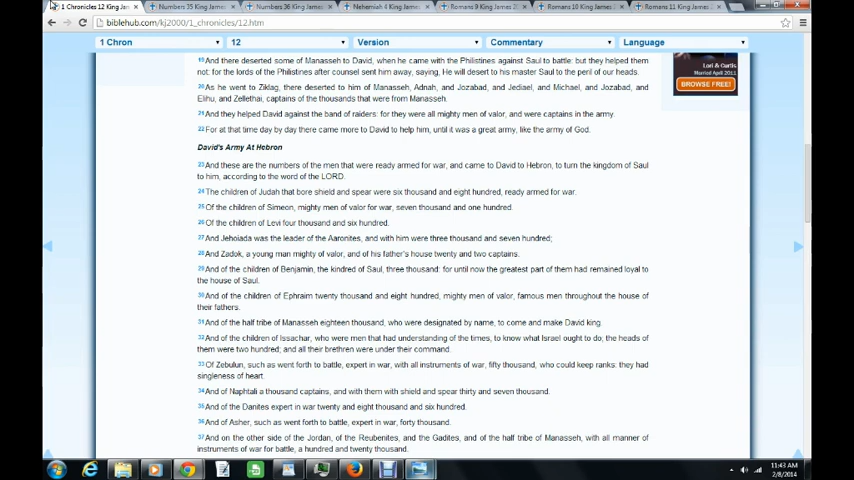 1 Chronicles 12 King Jam
Numbers 35 King James
Numbers 36 King James
Nehemiah 4 King James
Romans 9 King James
Romans 10 King James
Romans 11 King James
biblehub.com/kj2000/1_chronicles/12.htm
1 Chron 12 Version Commentary Language
19 And there deserted some of Manasseh to David, when he came with the Philistines against Saul to battle: but they helped them
not: for the lords of the Philistines after counsel sent him away, saying, He will desert to his master Saul to the peril of our heads.
20 As he went to Ziklag, there deserted to him of Manasseh, Adnah, and Jozabad, and Jediael, and Michael, and Jozabad, and
Elihu, and Zellethai, captains of the thousands that were from Manasseh.
21 And they helped David against the band of raiders: for they were all mighty men of valor, and were captains in the army.
22 For at that time day by day there came more to David to help him, until it was a great army, like the army of God.
David's Army At Hebron
23 And these are the numbers of the men that were ready armed for war, and came to David to Hebron, to turn the kingdom of Saul
to him, according to the word of the LORD.
24 The children of Judah that bore shield and spear were six thousand and eight hundred, ready armed for war.
25 Of the children of Simeon, mighty men of valor for war, seven thousand and one hundred.
26 Of the children of Levi four thousand and six hundred.
27 And Jehoiada was the leader of the Aaronites, and with him were three thousand and seven hundred;
28 And Zadok, a young man mighty of valor, and of his father's house twenty and two captains.
29 And of the children of Benjamin, the kindred of Saul, three thousand: for until now the greatest part of them had remained loyal to
the house of Saul.
30 And of the children of Ephraim twenty thousand and eight hundred, mighty men of valor, famous men throughout the house of
their fathers.
31 And of the half tribe of Manasseh eighteen thousand, who were designated by name, to come and make David king.
32 And of the children of Issachar, who were men that had understanding of the times, to know what Israel ought to do; the heads of
them were two hundred; and all their brethren were under their command.
33 Of Zebulun, such as went forth to battle, expert in war, with all instruments of war, fifty thousand, who could keep ranks: they had
singleness of heart.
34 And of Naphtali a thousand captains, and with them with shield and spear thirty and seven thousand.
35 And of the Danites expert in war twenty and eight thousand and six hundred.
36 And of Asher, such as went forth to battle, expert in war, forty thousand.
37 And on the other side of the Jordan, of the Reubenites, and the Gadites, and of the half tribe of Manasseh, with all manner of
instruments of war for battle, a hundred and twenty thousand.
Lori & Curtis
Married April 2011
BROWSE FREE!
11:43 AM
2/8/2014